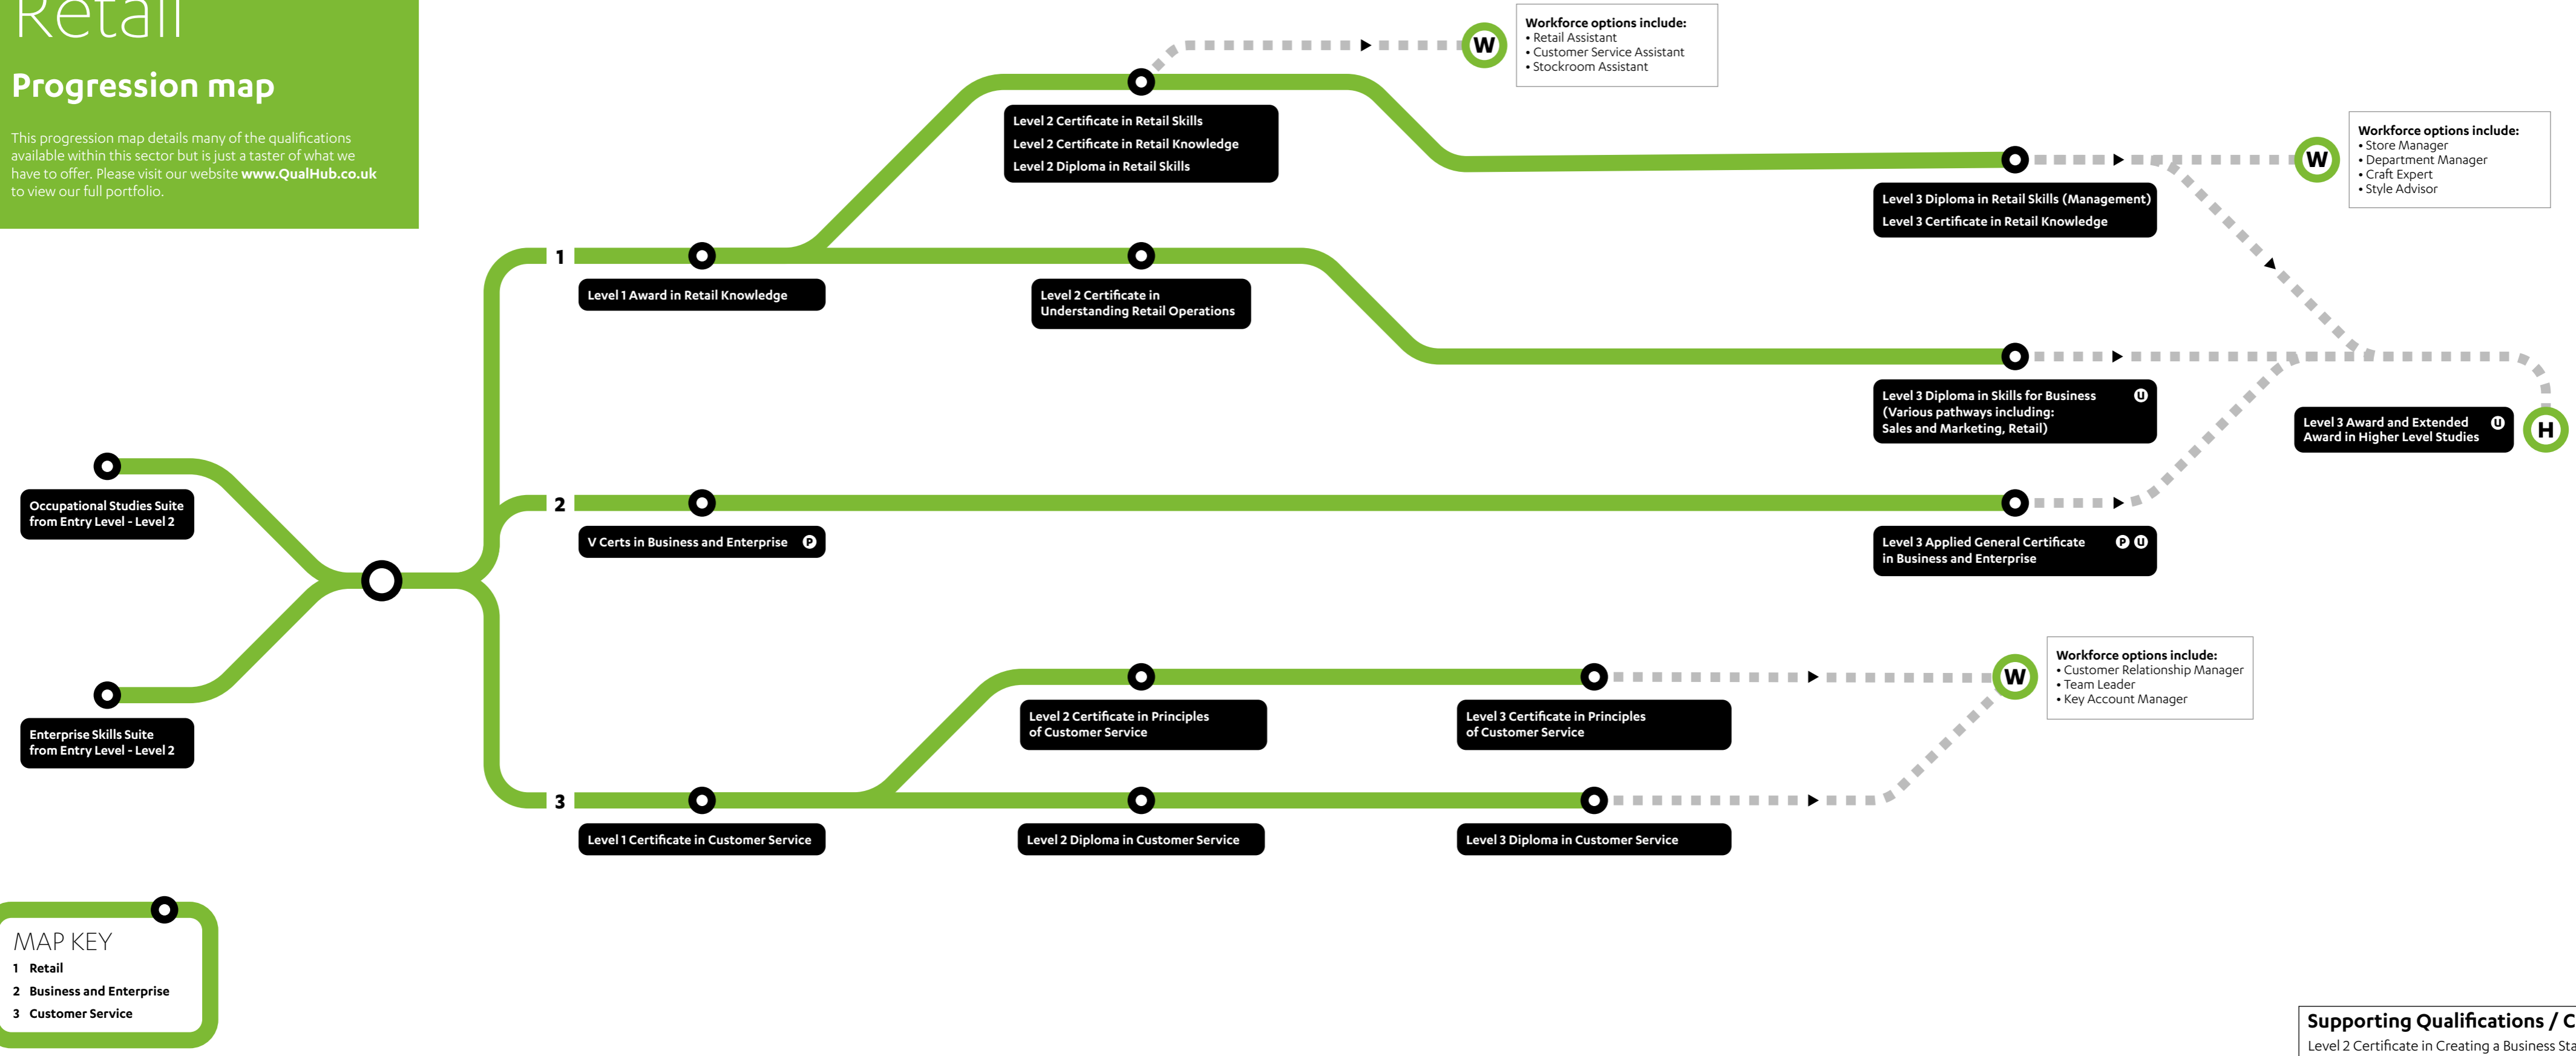 Retail
Progression map
This progression map details many of the qualifications
available within this sector but is just a taster of what we
have to offer. Please visit our website www.QualHub.co.uk
to view our full portfolio.
W
Workforce options include:
• Retail Assistant
• Customer Service Assistant
• Stockroom Assistant
Level 2 Certificate in Retail Skills
Level 2 Certificate in Retail Knowledge
Level 2 Diploma in Retail Skills
W
Workforce options include:
• Store Manager
• Department Manager
• Craft Expert
• Style Advisor
Level 3 Diploma in Retail Skills (Management)
Level 3 Certificate in Retail Knowledge
1
Level 1 Award in Retail Knowledge
Level 2 Certificate in
Understanding Retail Operations
Level 3 Diploma in Skills for Business U
(Various pathways including:
Sales and Marketing, Retail)
Level 3 Award and Extended U
Award in Higher Level Studies
H
Occupational Studies Suite
from Entry Level - Level 2
2
V Certs in Business and Enterprise P
Level 3 Applied General Certificate P U
in Business and Enterprise
Enterprise Skills Suite
from Entry Level - Level 2
Level 2 Certificate in Principles
of Customer Service
Level 3 Certificate in Principles
of Customer Service
W
Workforce options include:
• Customer Relationship Manager
• Team Leader
• Key Account Manager
3
Level 1 Certificate in Customer Service
Level 2 Diploma in Customer Service
Level 3 Diploma in Customer Service
MAP KEY
1 Retail
2 Business and Enterprise
3 Customer Service
Supporting Qualifications / C
Level 2 Certificate in Creating a Business Sta